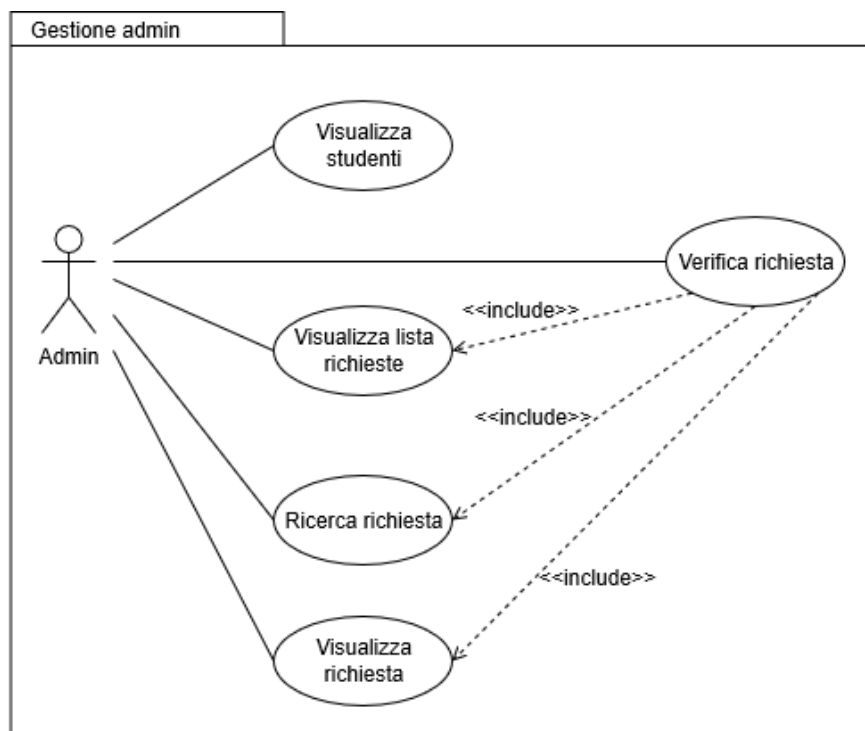 Gestione admin
Visualizza
studenti
Verifica richiesta
<<include>>
Visualizza lista
richieste
Admin
<<include>>
Ricerca richiesta
<<include>>
Visualizza
richiesta